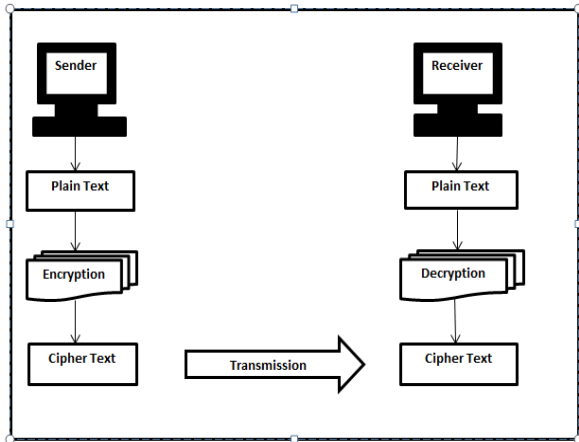 Sender
Receiver
Plain Text
Plain Text
Encryption
Decryption
Cipher Text
Transmission
Cipher Text